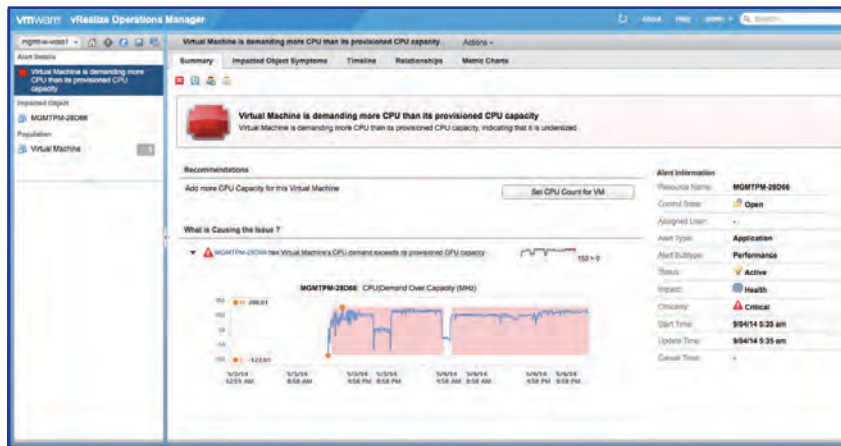 vmware vRealize Operations Manager
About Help admin Search
Virtual Machine is demanding more CPU than its provisioned CPU capacity Actions
Alert Details
Virtual Machine is demanding more CPU than its provisioned CPU capacity
Impacted Object
MGMTPM-28D66
Population
Virtual Machine
Summary Impacted Object Symptoms Timeline Relationships Metric Charts
Virtual Machine is demanding more CPU than its provisioned CPU capacity
Virtual Machine is demanding more CPU than its provisioned CPU capacity, indicating that it is undersized.
Recommendations
Add more CPU Capacity for this Virtual Machine
Set CPU Count for VM
What is Causing the Issue ?
MGMTPM-28D66 has Virtual Machine's CPU demand exceeds its provisioned CPU capacity
153 > 0
MGMTPM-28D66: CPU|Demand Over Capacity (MHz)
Alert Information
Resource Name: MGMTPM-28D66
Control State: Open
Assigned User: -
Alert Type: Application
Alert Subtype: Performance
Status: Active
Impact: Health
Criticality: Critical
Start Time: 9/04/14 5:35 am
Update Time: 9/04/14 5:35 am
Cancel Time: -